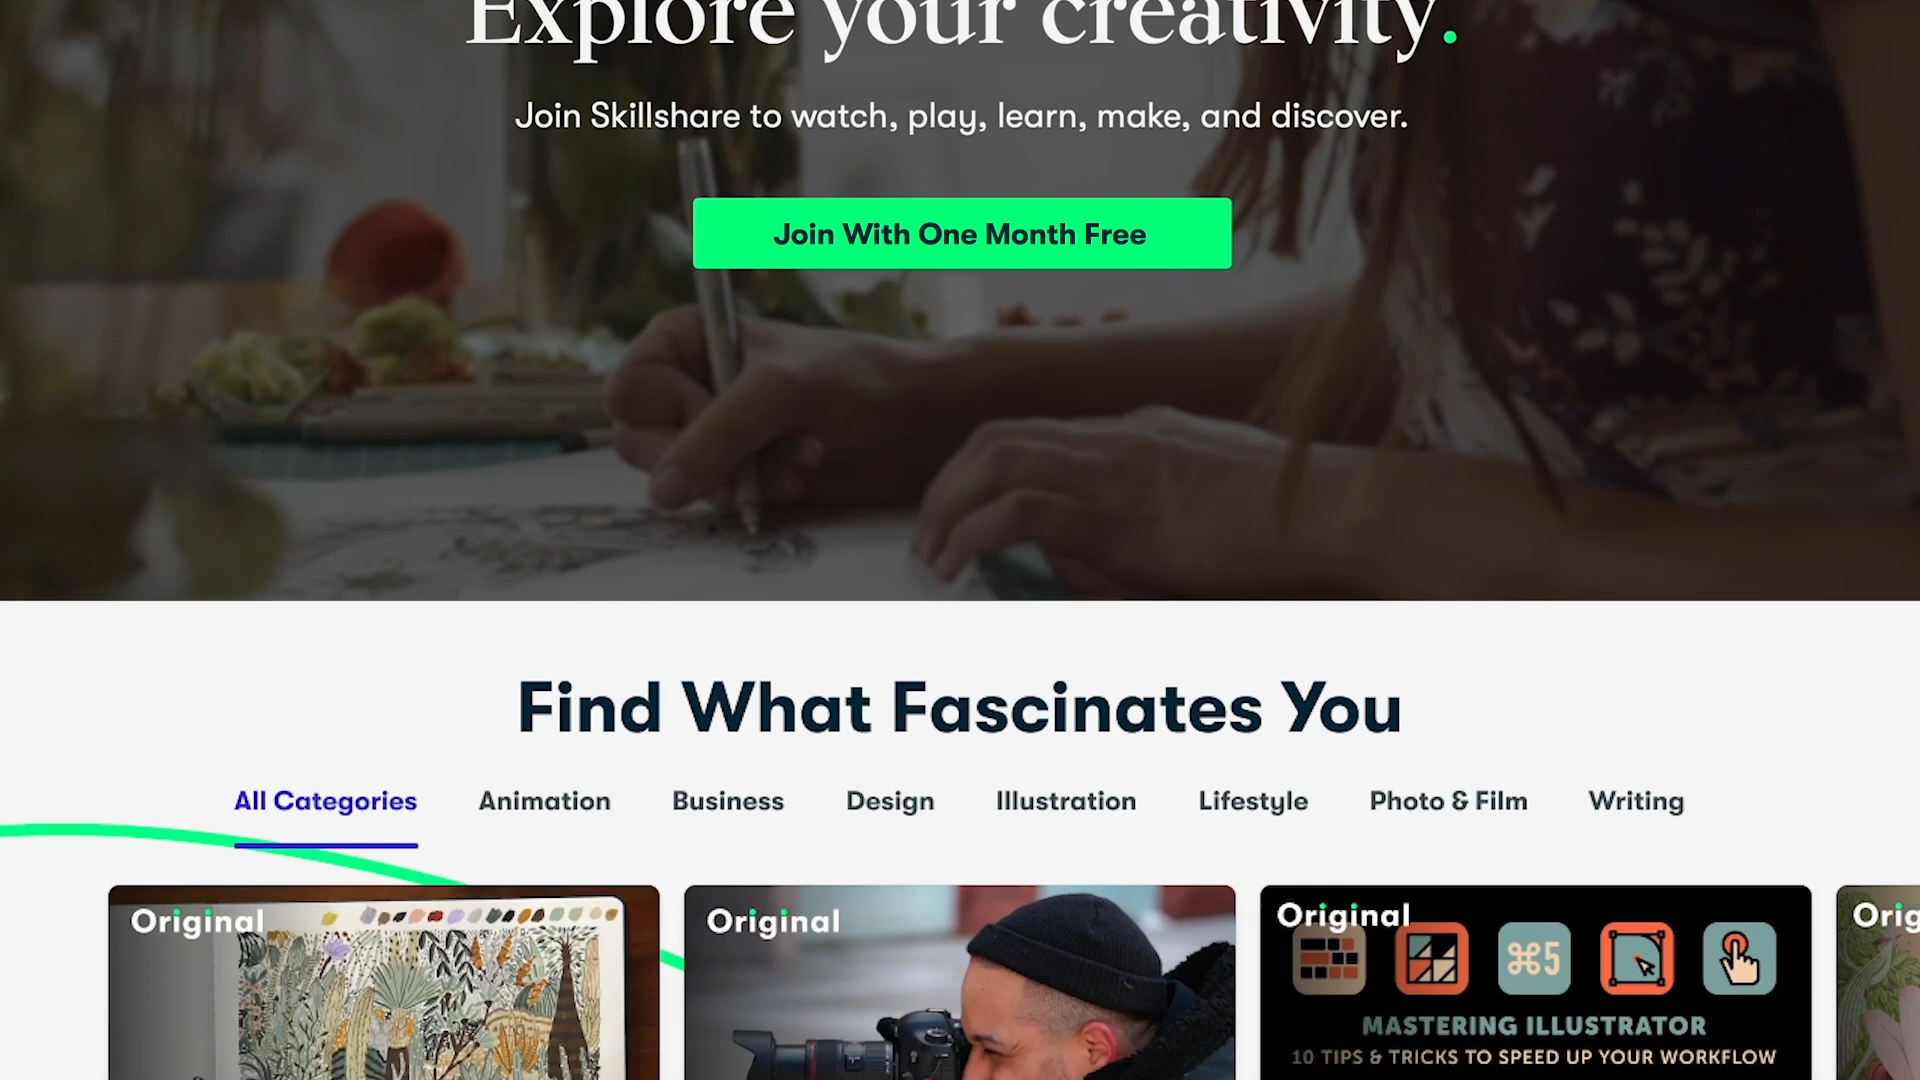 Explore your creativity.
Join Skillshare to watch, play, learn, make, and discover.
Join With One Month Free
Find What Fascinates You
All Categories Animation Business Design Illustration Lifestyle Photo & Film Writing
Original Original Original Orig
⌘5
MASTERING ILLUSTRATOR
10 TIPS & TRICKS TO SPEED UP YOUR WORKFLOW